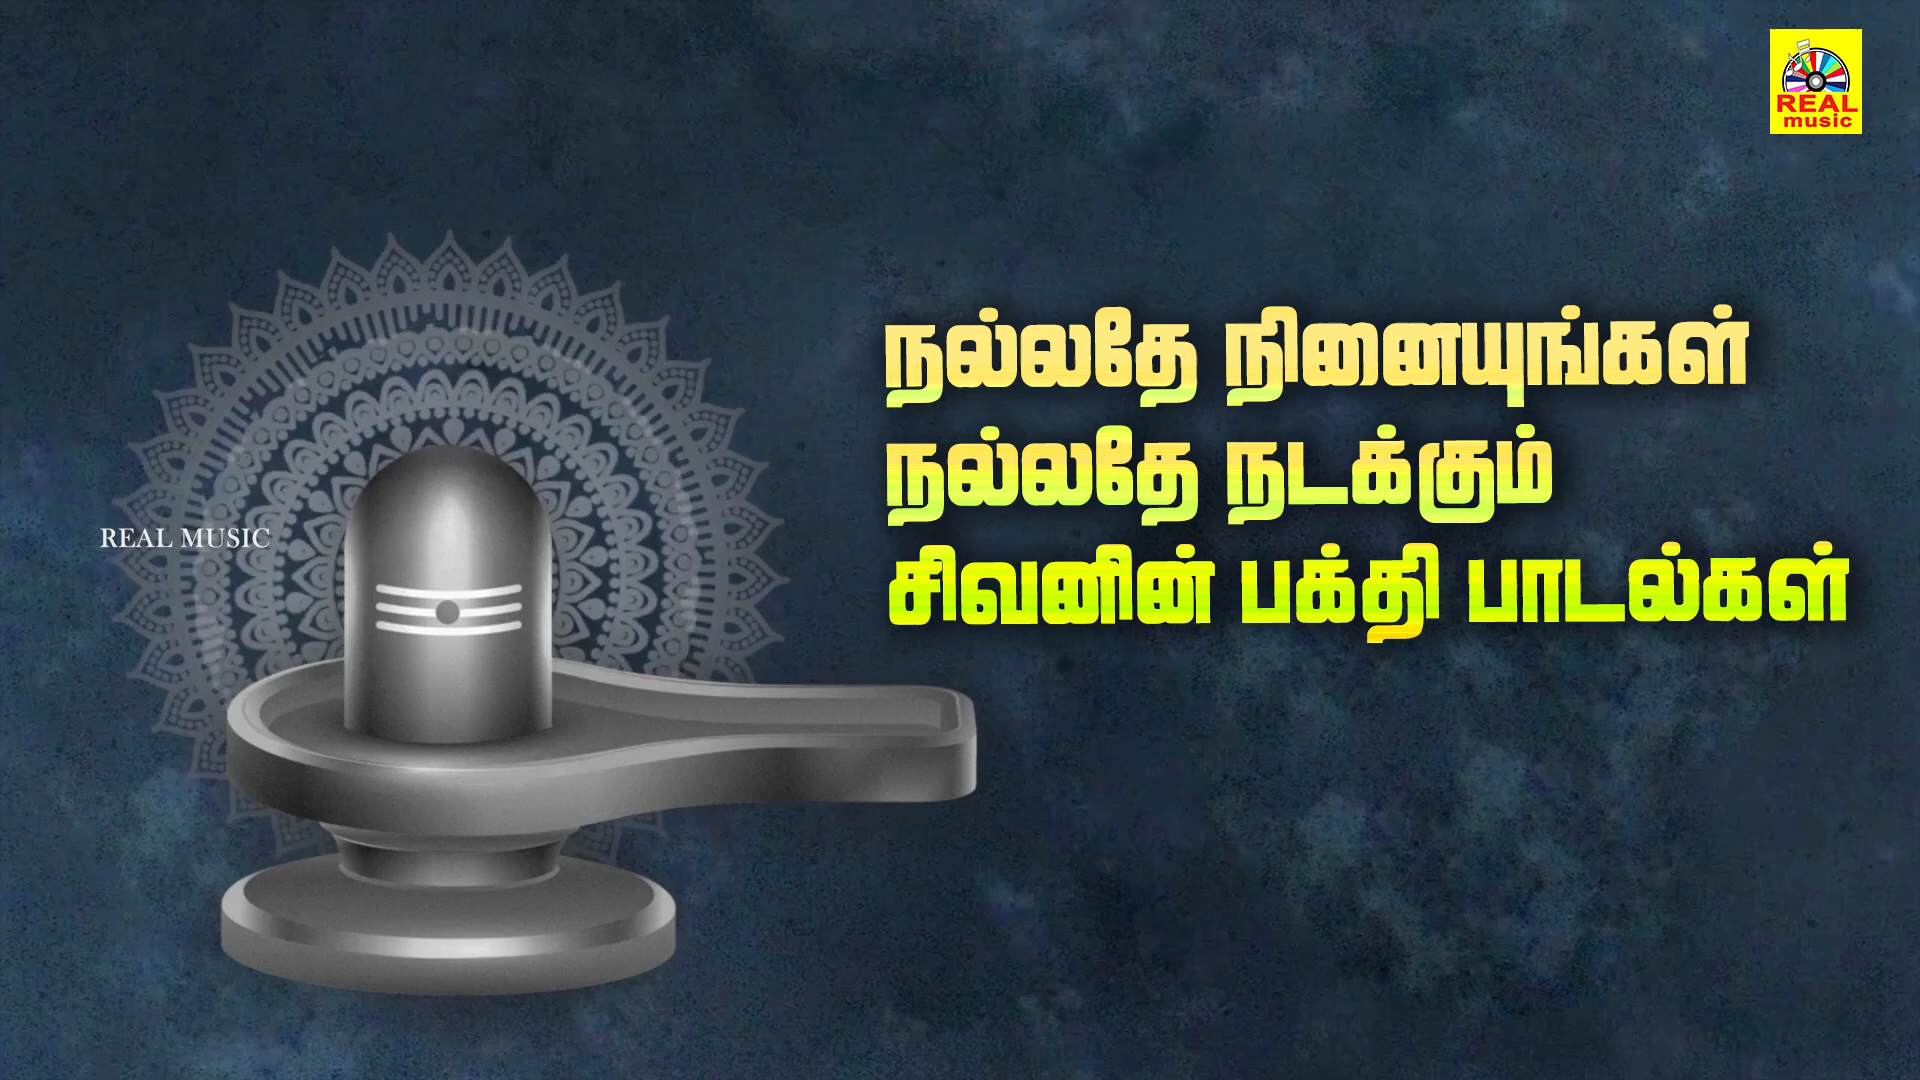 REAL
music
நல்லதே நினையுங்கள்
நல்லதே நடக்கும்
சிவனின் பக்தி பாடல்கள்
REAL MUSIC